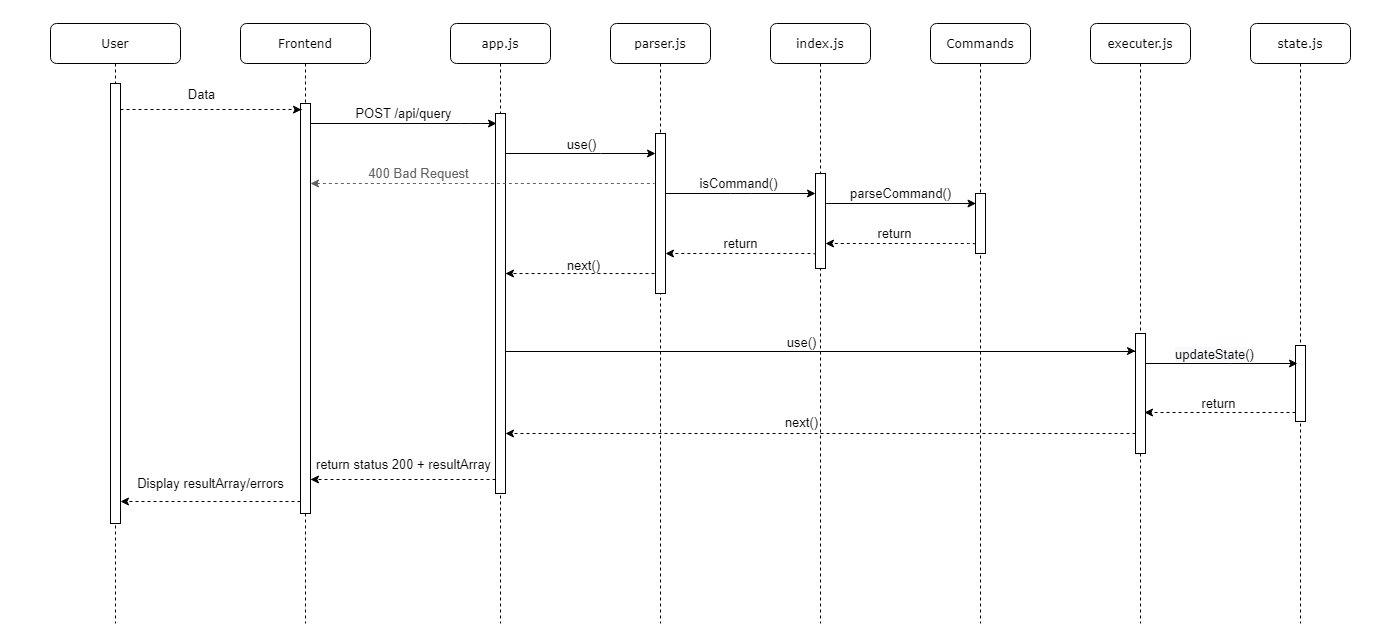 User
Frontend
app.js
parser.js
index.js
Commands
executer.js
state.js
Data
POST /api/query
use()
400 Bad Request
isCommand()
parseCommand()
return
return
next()
use()
updateState()
return
next()
return status 200 + resultArray
Display resultArray/errors